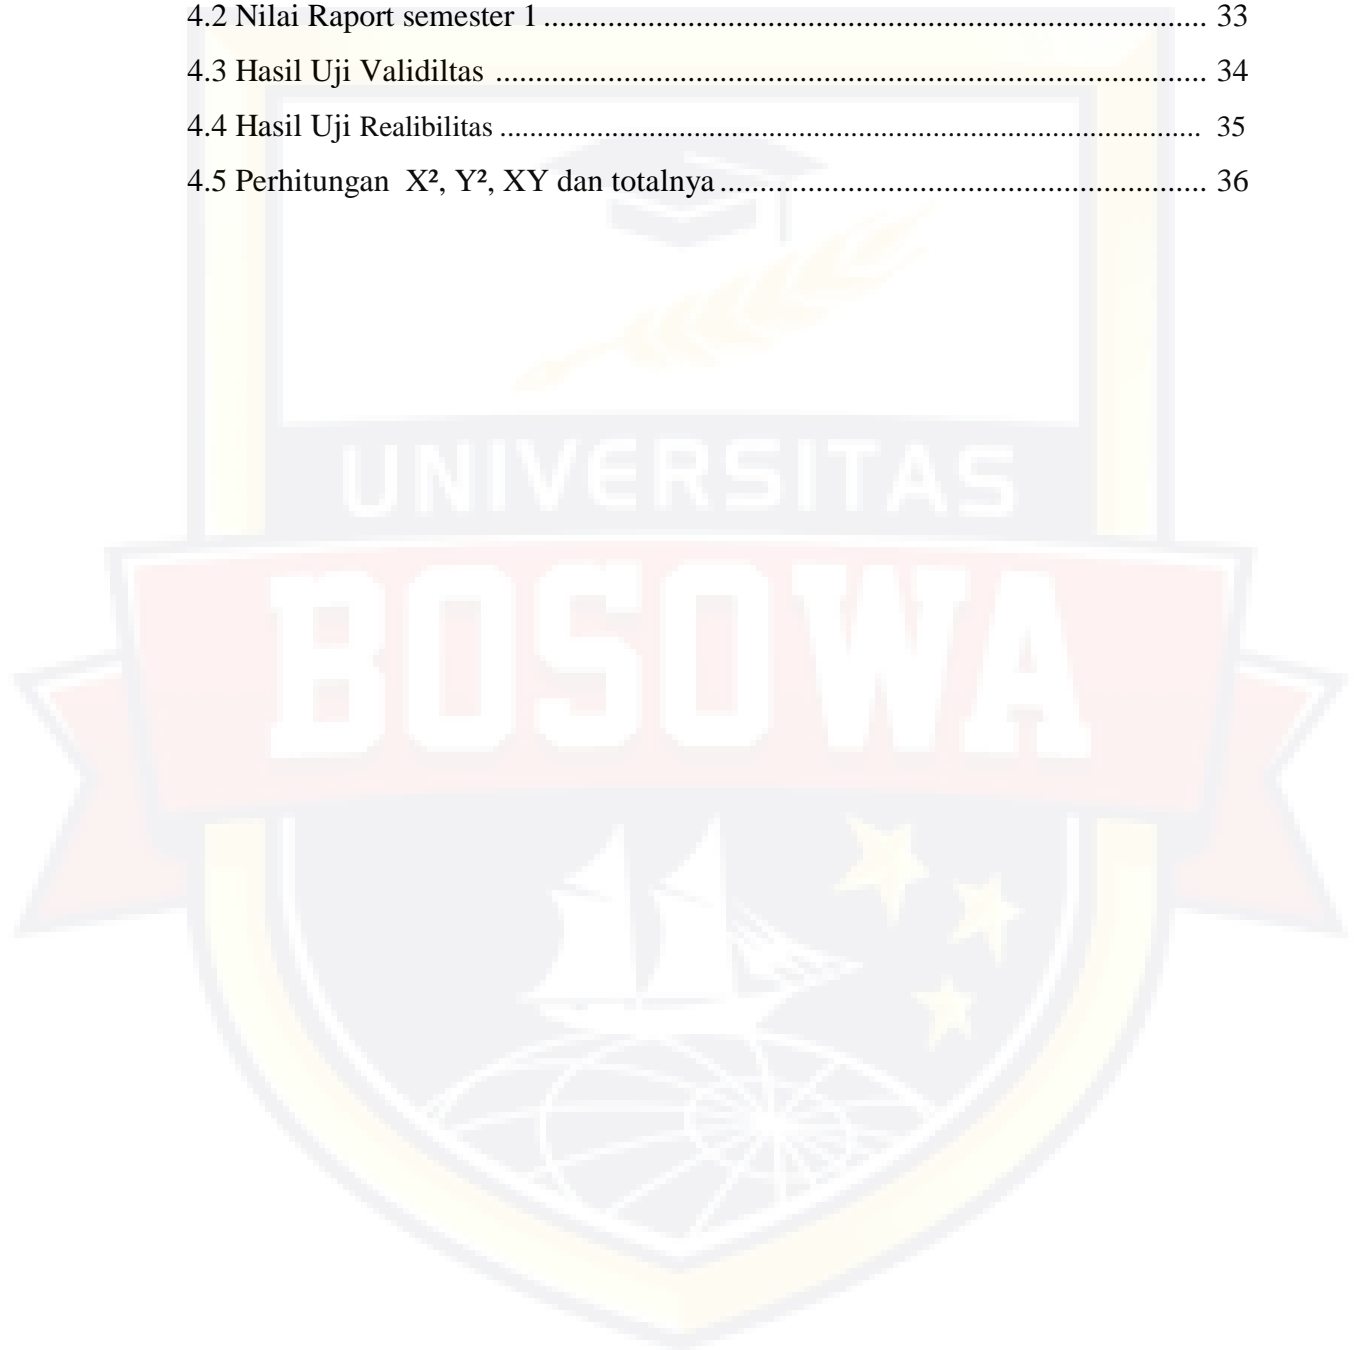 4.2 Nilai Raport semester 1.................................................................................... 33
4.3 Hasil Uji Validiltas .......................................................................................... 34
4.4 Hasil Uji Realibilitas ............................................................................................... 35
4.5 Perhitungan  X², Y², XY dan totalnya.............................................................. 36
UNIVERSITAS
BOSOWA